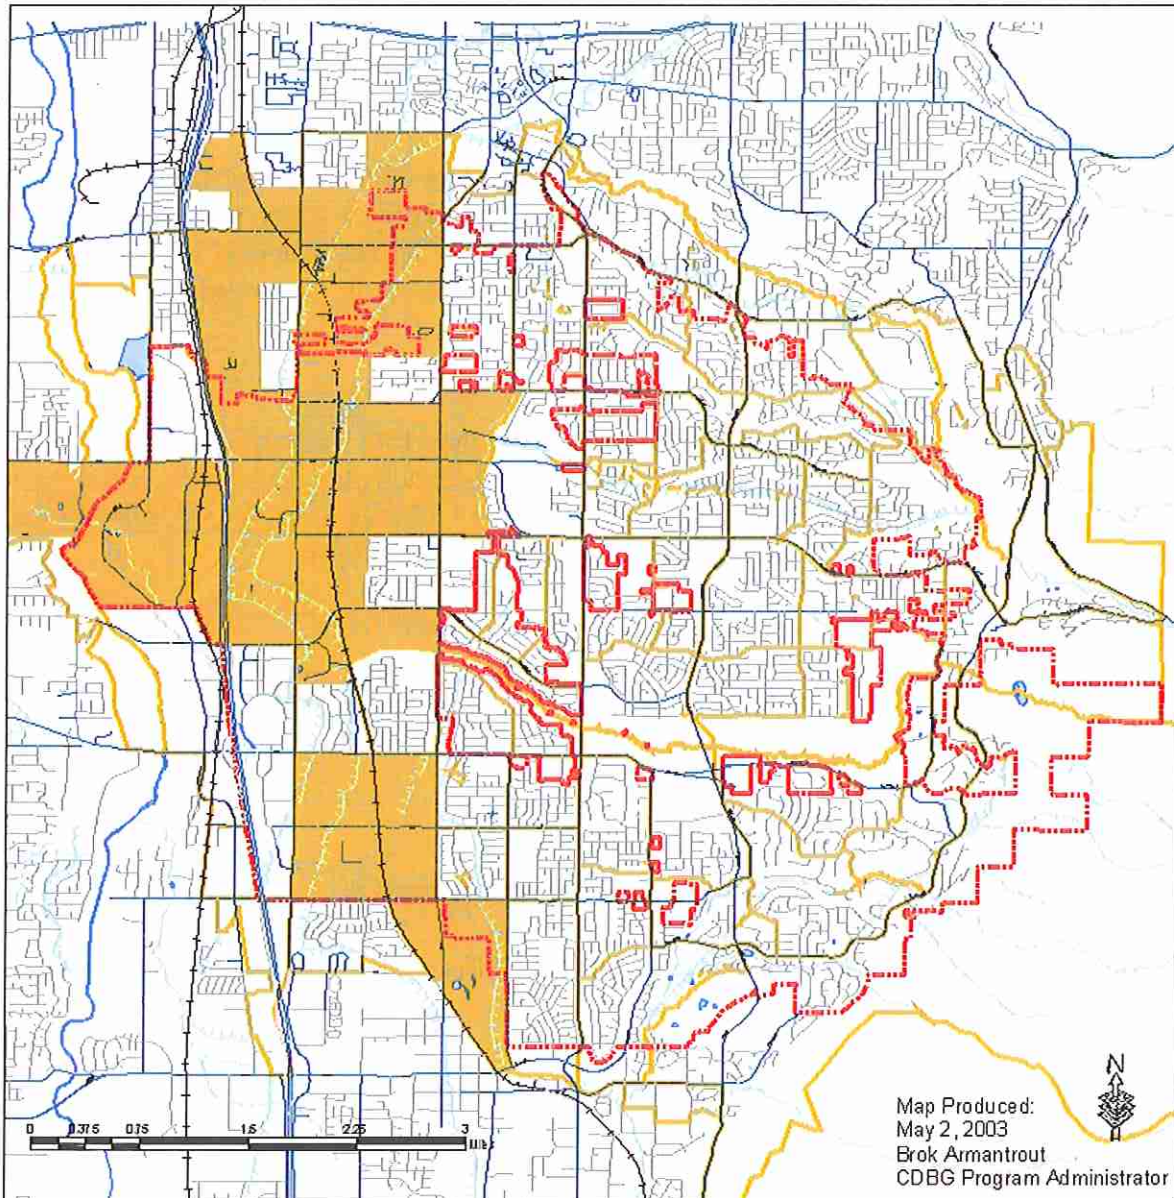 N
Map Produced:
May 2, 2003
Brok Armantrout
CDBG Program Administrator
0 0.375 0.75 1.5 2.25 3